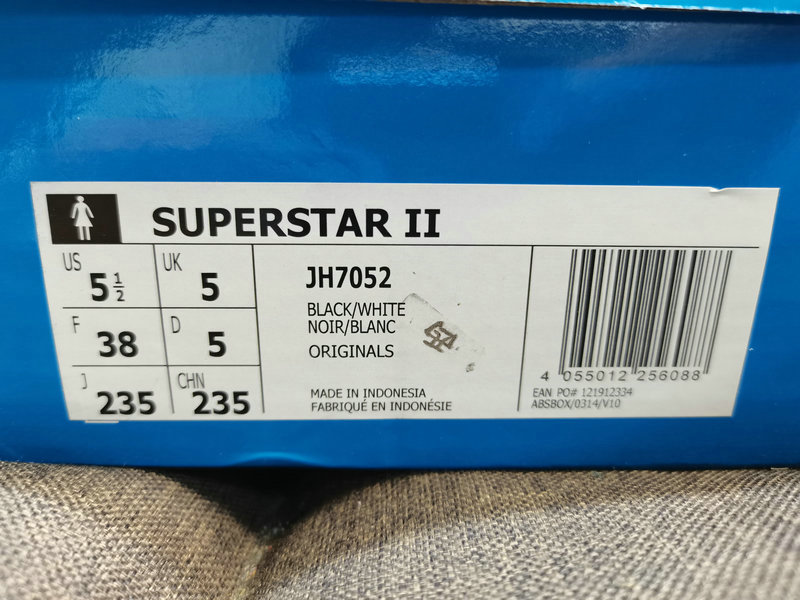 SUPERSTAR II
US 5 1/2 UK 5
F 38 D 5
J 235 CHN 235
JH7052
BLACK/WHITE
NOIR/BLANC
ORIGINALS
MADE IN INDONESIA
FABRIQUÉ EN INDONÉSIE
4 055012 256088
EAN PO# 121912334
ABSBOX/0314/V10